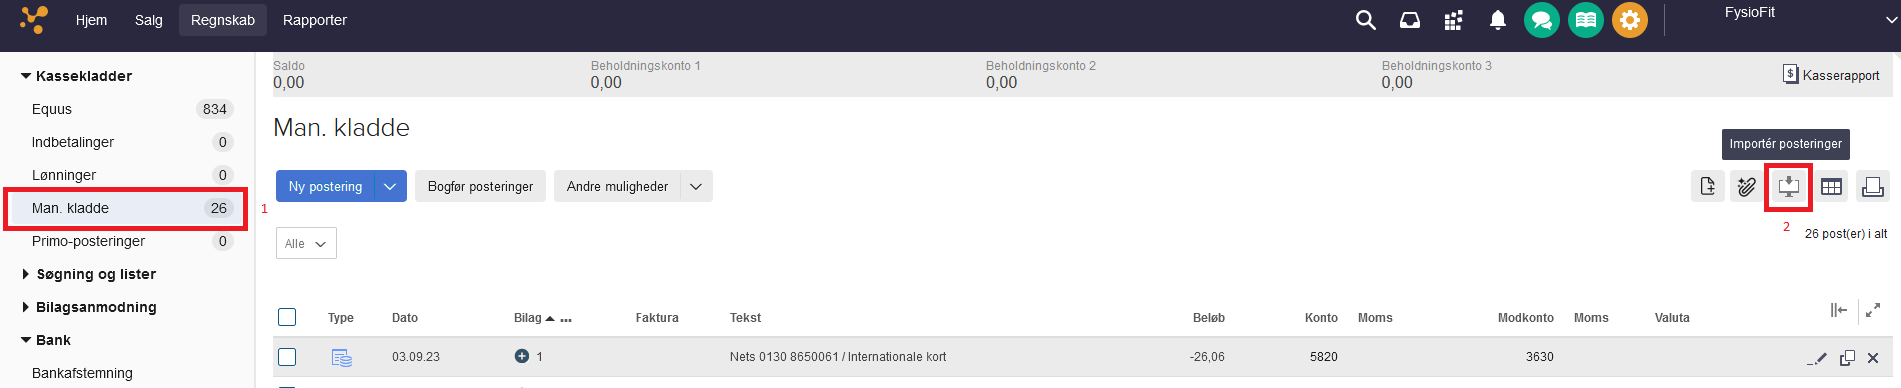 Hjem Salg Regnskab Rapporter FysioFit
Kassekladder
Equus 834
Indbetalinger 0
Lønninger 0
Man. kladde 26 1
Primo-posteringer 0
Søgning og lister
Bilagsanmodning
Bank
Bankafstemning
Saldo Beholdningskonto 1 Beholdningskonto 2 Beholdningskonto 3
0,00 0,00 0,00 0,00
Kasserapport
Man. kladde
Importér posteringer
Ny postering Bogfør posteringer Andre muligheder
2
Alle
26 post(er) i alt
Type Dato Bilag ... Faktura Tekst Beløb Konto Moms Modkonto Moms Valuta
03.09.23 1 Nets 0130 8650061 / Internationale kort -26,06 5820 3630